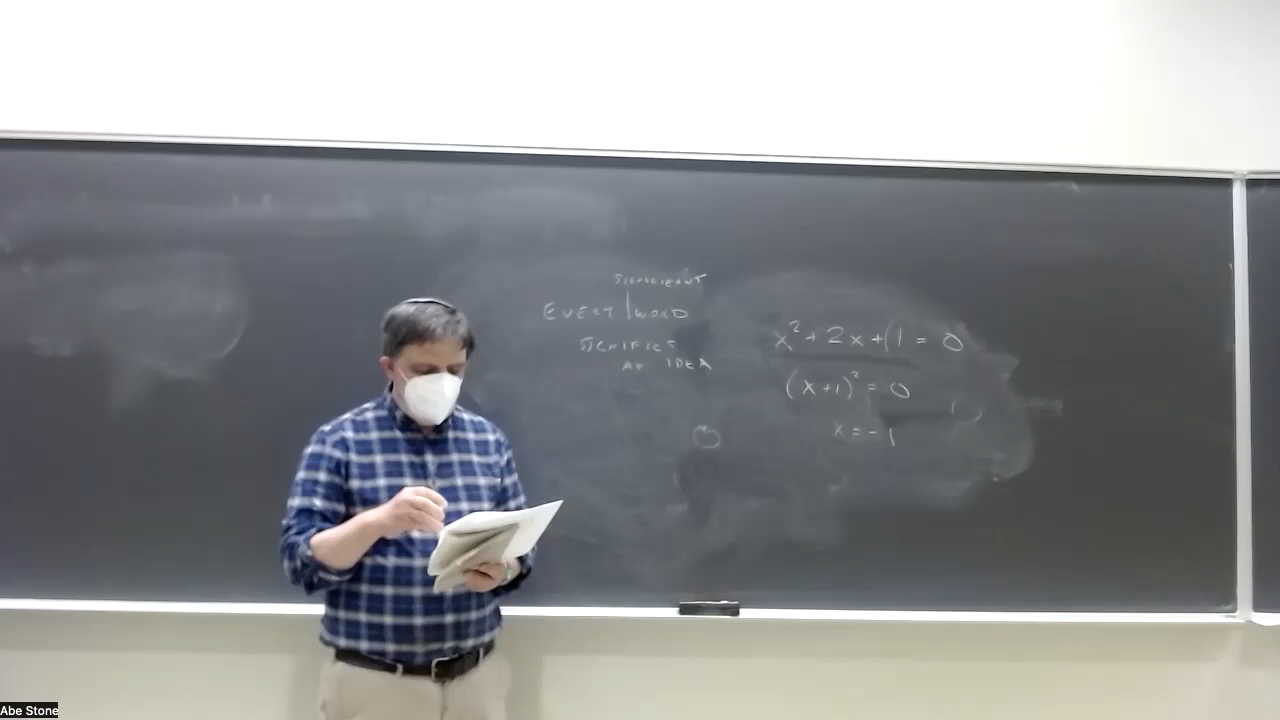 SIGNIFICANT
EVERY | WORD
SIGNIFIES
AN IDEA
x² + 2x + (1 = 0
(x+1)² = 0
x = -1
Abe Stone